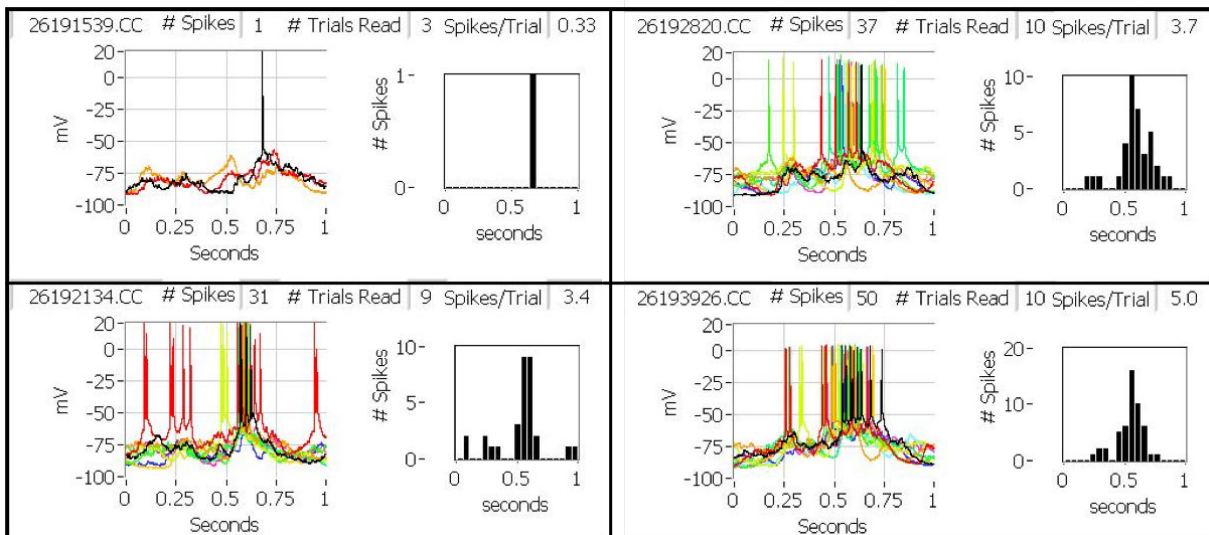 26191539.CC # Spikes 1 # Trials Read 3 Spikes/Trial 0.33
20
0
-25
-50
-75
-100
mV
0 0.25 0.5 0.75 1
Seconds
# Spikes
1
0
0 0.5 1
seconds
26192820.CC # Spikes 37 # Trials Read 10 Spikes/Trial 3.7
20
0
-25
-50
-75
-100
mV
0 0.25 0.5 0.75 1
Seconds
# Spikes
10
5
0
0 0.5 1
seconds
26192134.CC # Spikes 31 # Trials Read 9 Spikes/Trial 3.4
20
0
-25
-50
-75
-100
mV
0 0.25 0.5 0.75 1
Seconds
# Spikes
10
5
0
0 0.5 1
seconds
26193926.CC # Spikes 50 # Trials Read 10 Spikes/Trial 5.0
20
0
-25
-50
-75
-100
mV
0 0.25 0.5 0.75 1
Seconds
# Spikes
20
10
0
0 0.5 1
seconds